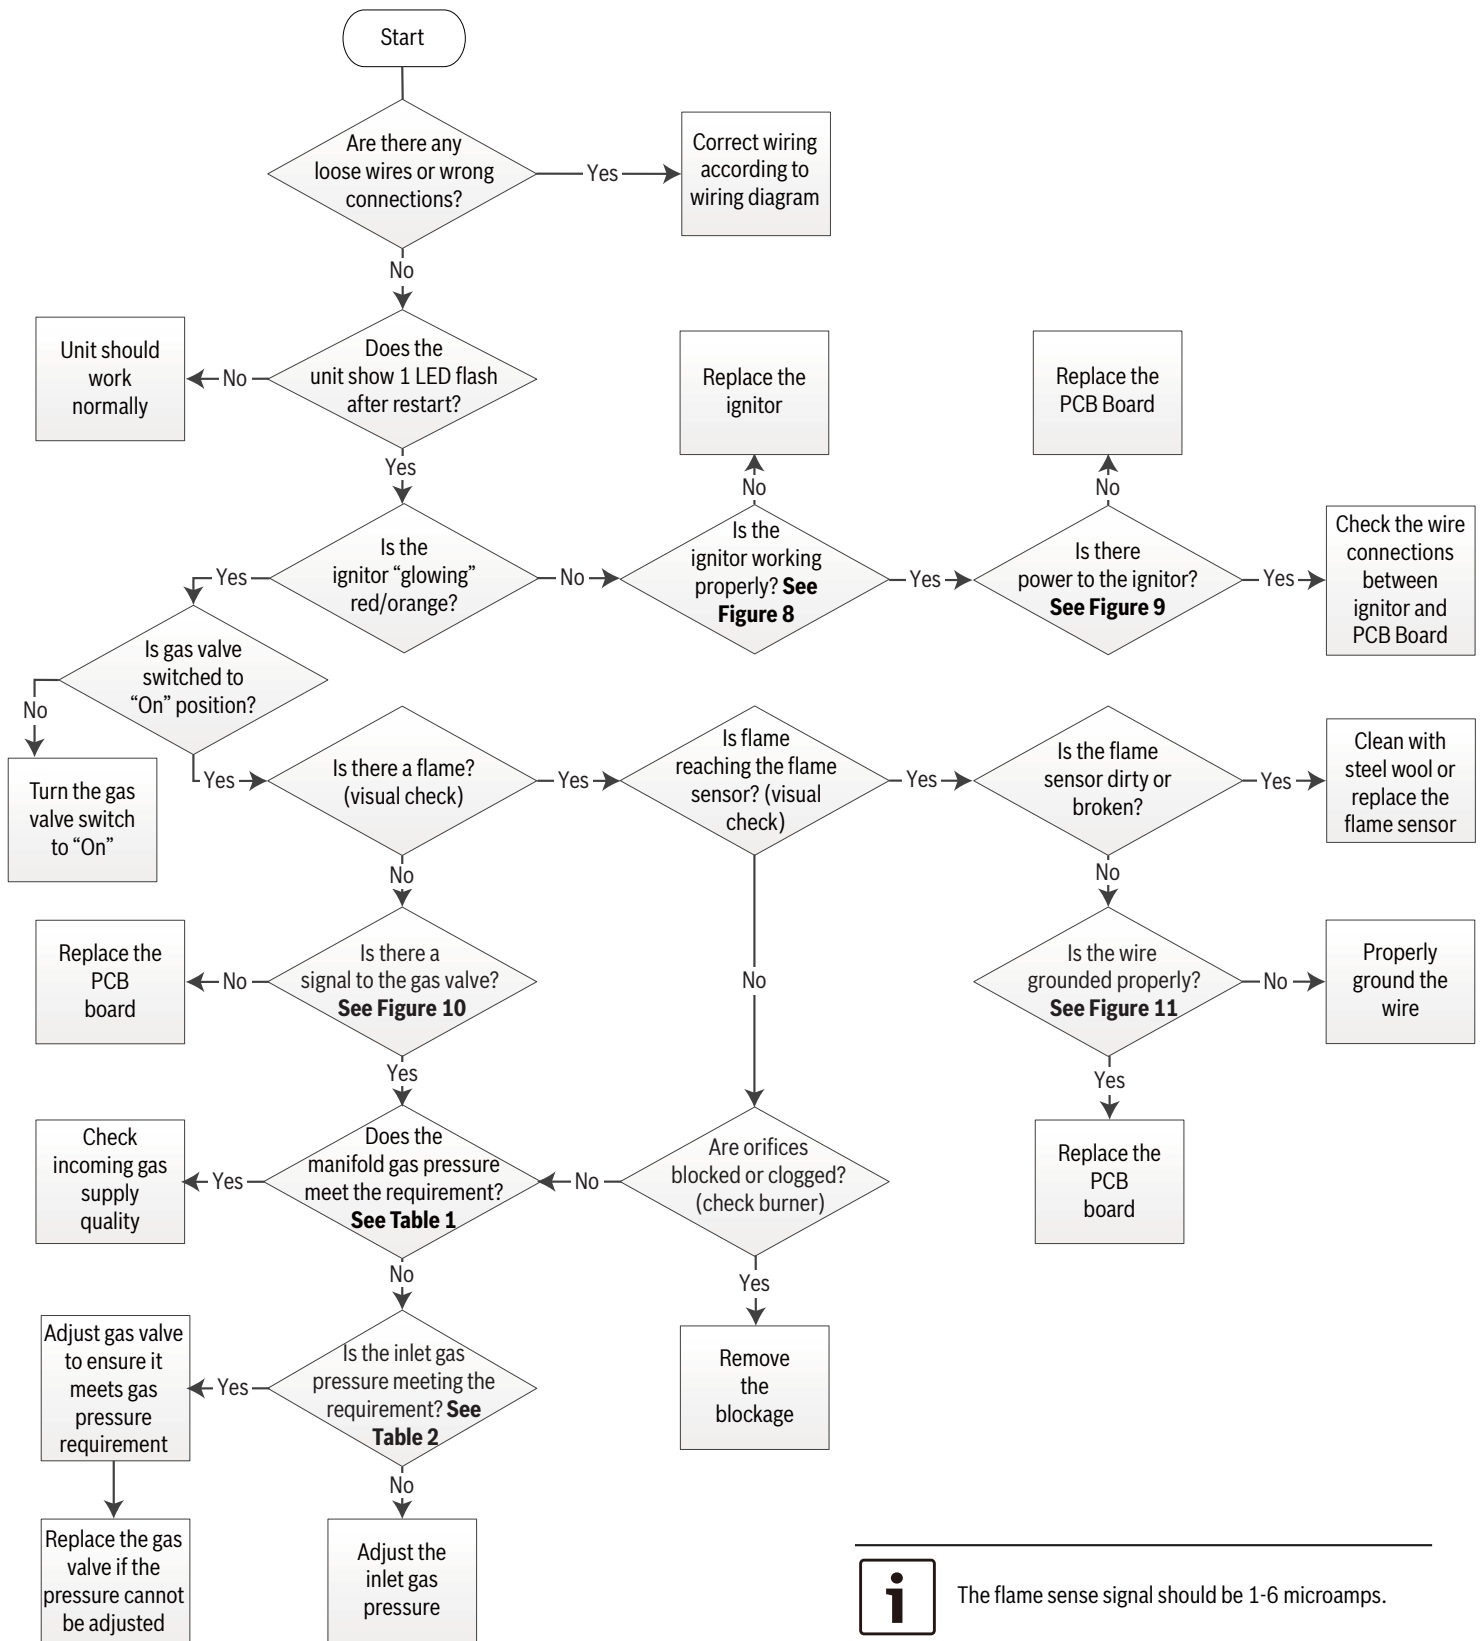 Start
Are there any
loose wires or wrong
connections?
Yes
Correct wiring
according to
wiring diagram
No
Does the
unit show 1 LED flash
after restart?
No
Unit should
work
normally
Yes
Is the
ignitor “glowing”
red/orange?
No
Is the
ignitor working
properly? See
Figure 8
No
Replace the
ignitor
Yes
Is there
power to the ignitor?
See Figure 9
No
Replace the
PCB Board
Yes
Check the wire
connections
between
ignitor and
PCB Board
Yes
Is gas valve
switched to
“On” position?
No
Turn the gas
valve switch
to “On”
Yes
Is there a flame?
(visual check)
Yes
Is flame
reaching the flame
sensor? (visual
check)
Yes
Is the flame
sensor dirty or
broken?
Yes
Clean with
steel wool or
replace the
flame sensor
No
Is there a
signal to the gas valve?
See Figure 10
No
Replace the
PCB
board
No
No
Is the wire
grounded properly?
See Figure 11
No
Properly
ground the
wire
Yes
Replace the
PCB
board
Yes
Does the
manifold gas pressure
meet the requirement?
See Table 1
Yes
Check
incoming gas
supply
quality
No
Are orifices
blocked or clogged?
(check burner)
Yes
Remove
the
blockage
No
Is the inlet gas
pressure meeting the
requirement? See
Table 2
Yes
Adjust gas valve
to ensure it
meets gas
pressure
requirement
Replace the gas
valve if the
pressure cannot
be adjusted
No
Adjust the
inlet gas
pressure
i
The flame sense signal should be 1-6 microamps.